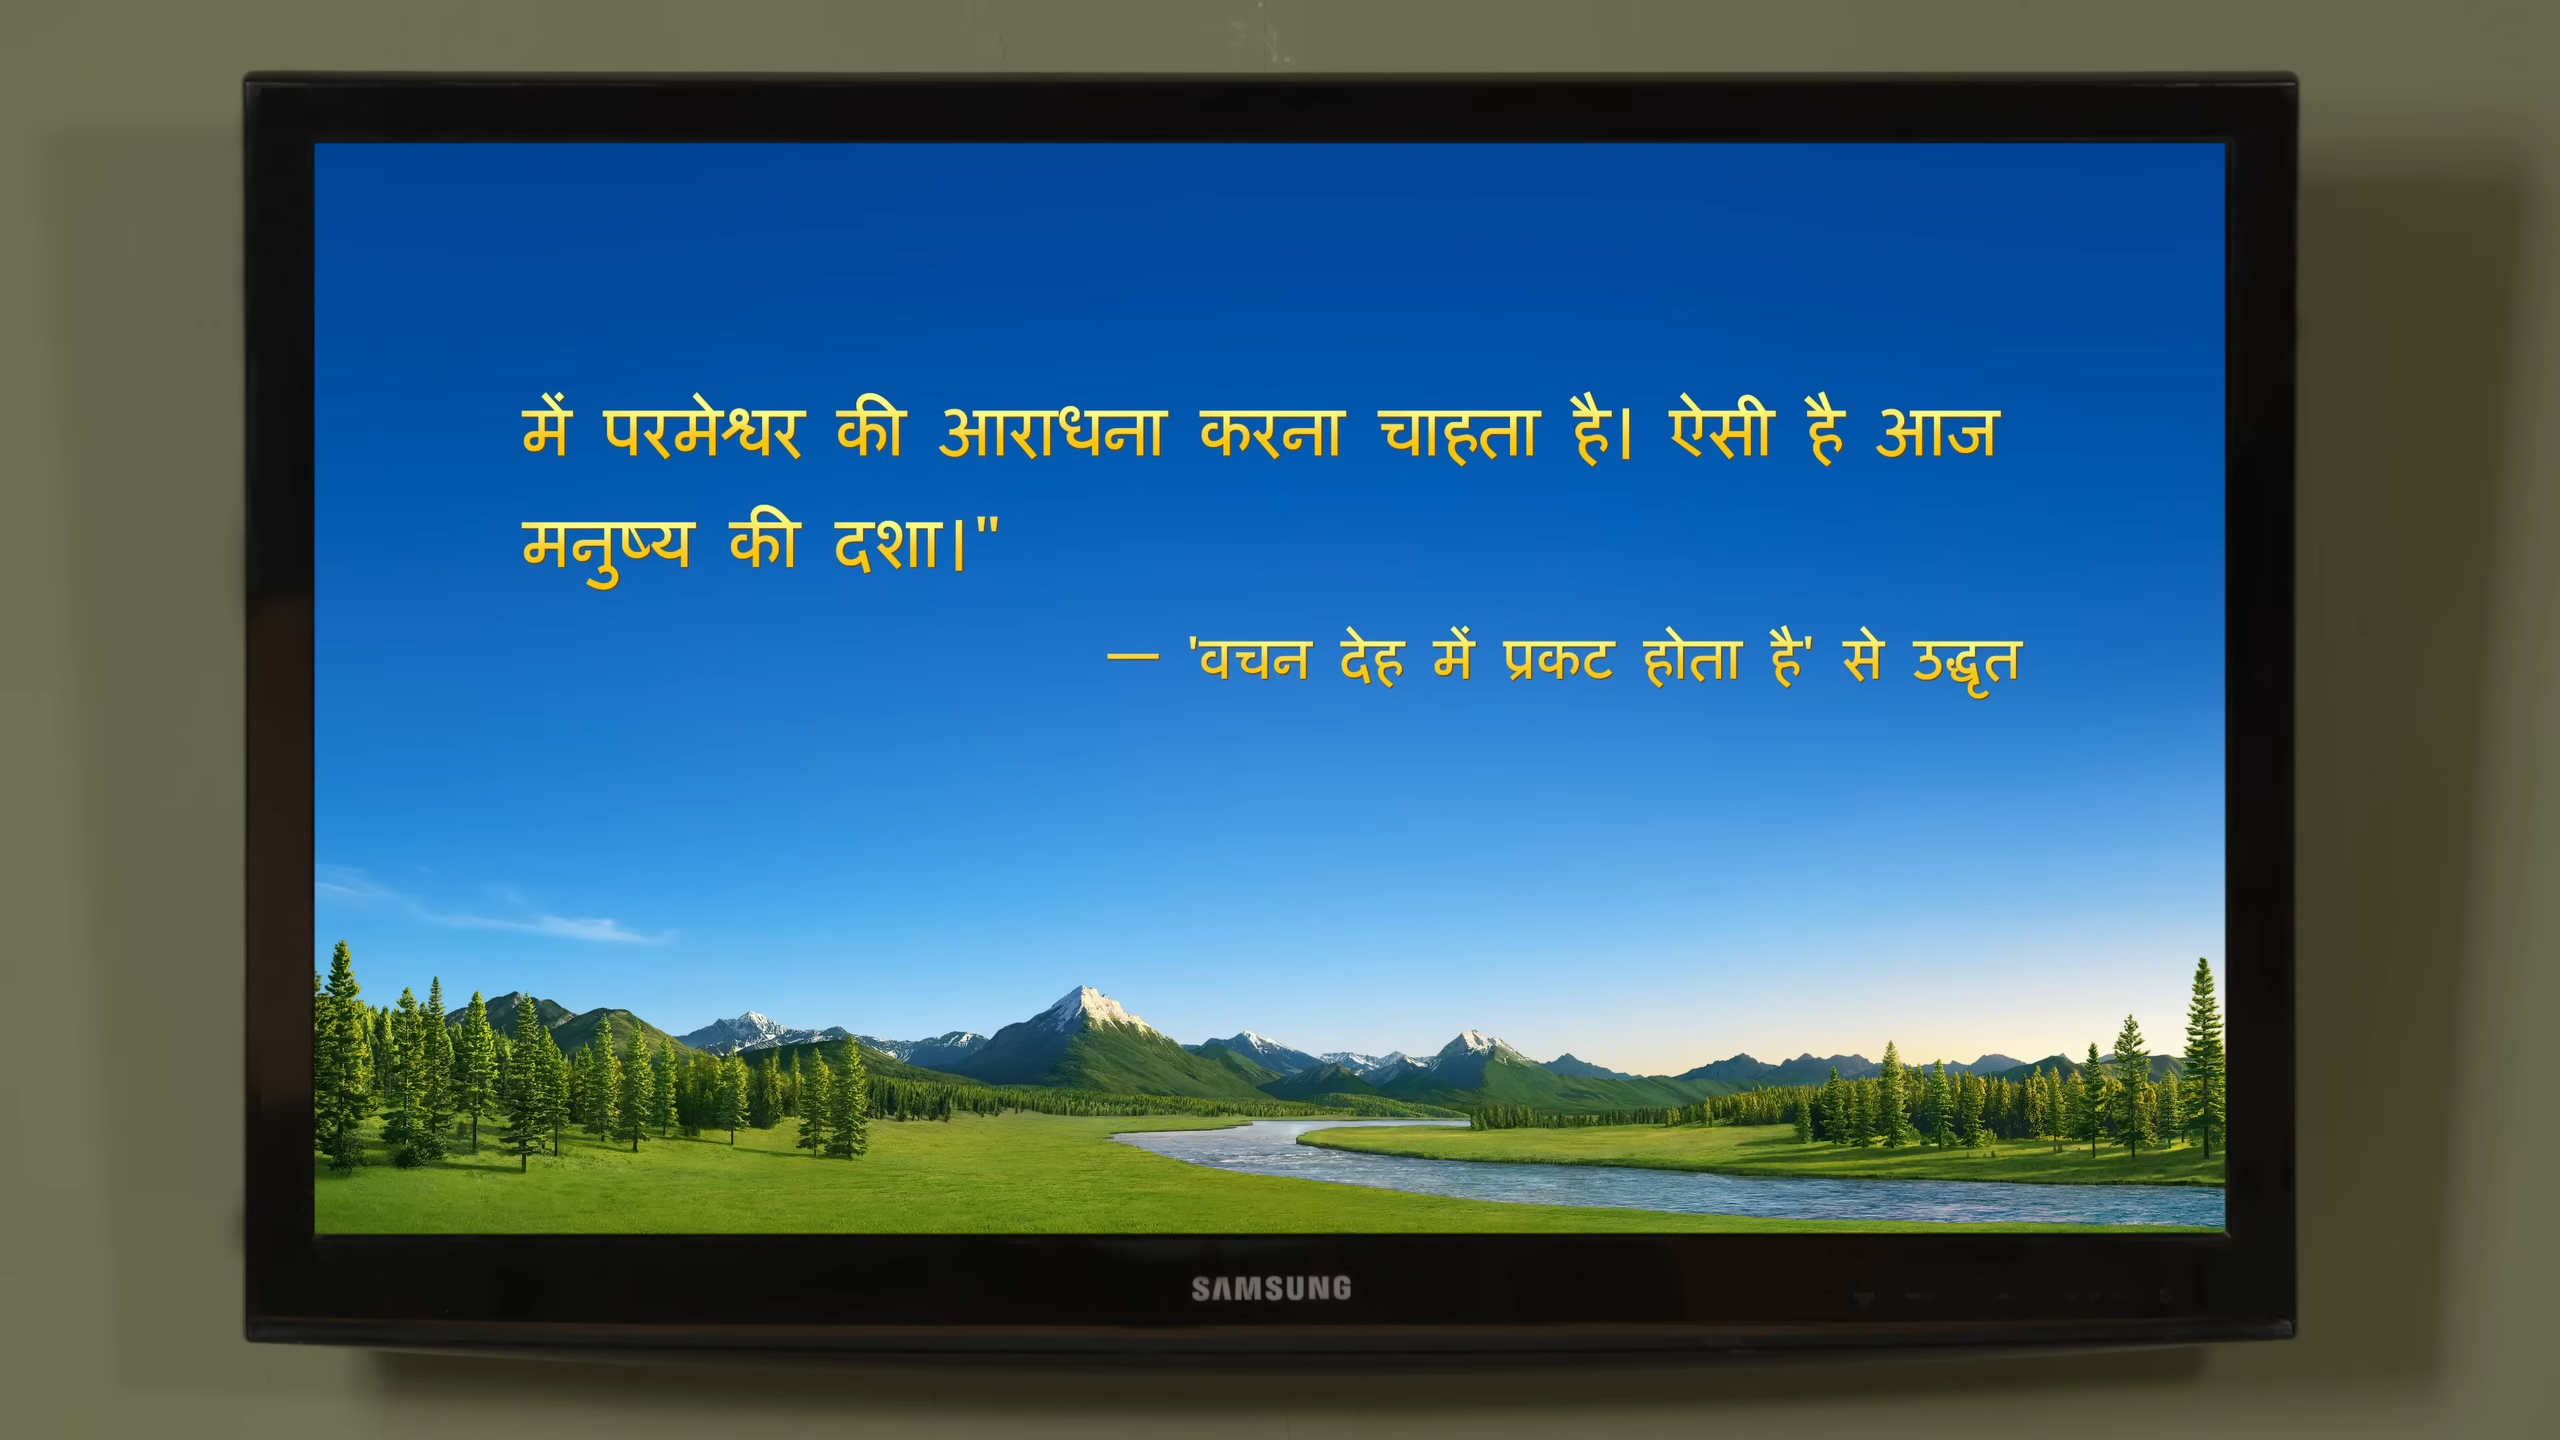 में परमेश्वर की आराधना करना चाहता है। ऐसी है आज
मनुष्य की दशा।"
— 'वचन देह में प्रकट होता है' से उद्धृत
SAMSUNG